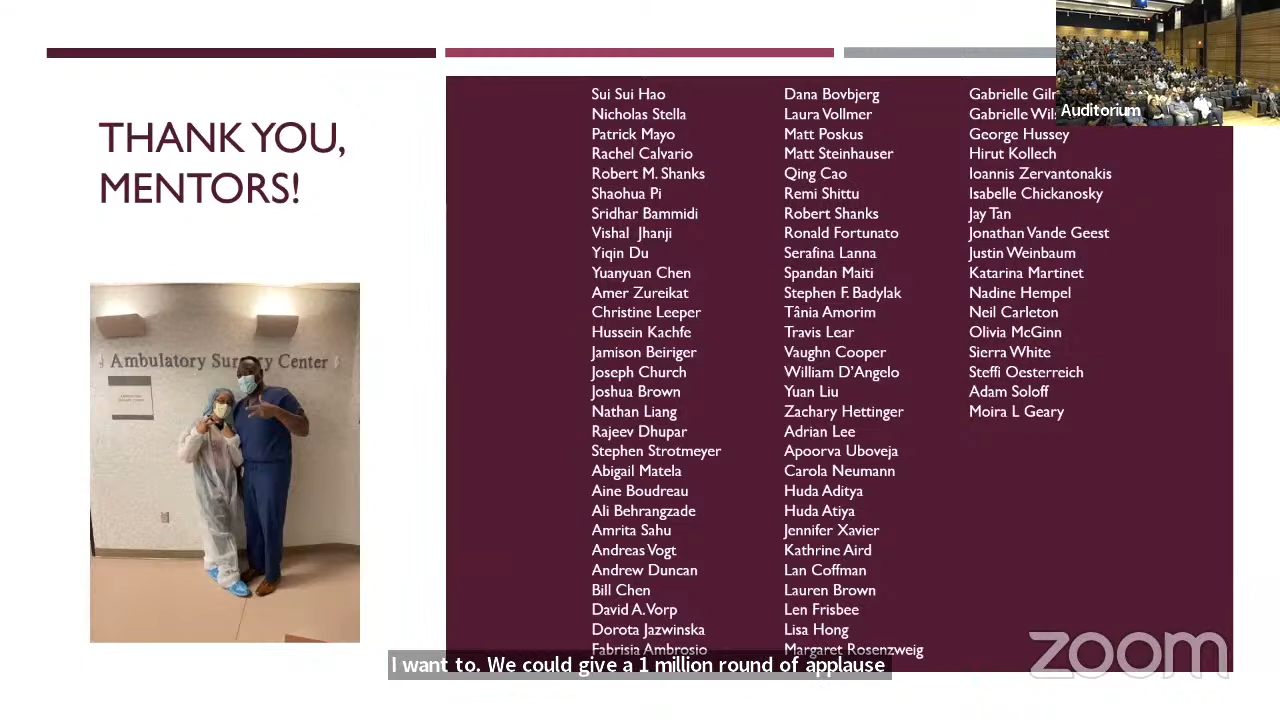 THANK YOU,
MENTORS!
Ambulatory Surgery Center
Sui Sui Hao
Nicholas Stella
Patrick Mayo
Rachel Calvario
Robert M. Shanks
Shaohua Pi
Sridhar Bammidi
Vishal Jhanji
Yiqin Du
Yuanyuan Chen
Amer Zureikat
Christine Leeper
Hussein Kachfe
Jamison Beiriger
Joseph Church
Joshua Brown
Nathan Liang
Rajeev Dhupar
Stephen Strotmeyer
Abigail Matela
Aine Boudreau
Ali Behrangzade
Amrita Sahu
Andreas Vogt
Andrew Duncan
Bill Chen
David A. Vorp
Dorota Jazwinska
Fabrisia Ambrosio
Dana Bovbjerg
Laura Vollmer
Matt Poskus
Matt Steinhauser
Qing Cao
Remi Shittu
Robert Shanks
Ronald Fortunato
Serafina Lanna
Spandan Maiti
Stephen F. Badylak
Tânia Amorim
Travis Lear
Vaughn Cooper
William D'Angelo
Yuan Liu
Zachary Hettinger
Adrian Lee
Apoorva Uboveja
Carola Neumann
Huda Aditya
Huda Atiya
Jennifer Xavier
Kathrine Aird
Lan Coffman
Lauren Brown
Len Frisbee
Lisa Hong
Margaret Rosenzweig
Gabrielle
Gabrielle
George Hussey
Hirut Kollech
Ioannis Zervantonakis
Isabelle Chickanosky
Jay Tan
Jonathan Vande Geest
Justin Weinbaum
Katarina Martinet
Nadine Hempel
Neil Carleton
Olivia McGinn
Sierra White
Steffi Oesterreich
Adam Soloff
Moira L Geary
Auditorium
I want to. We could give a 1 million round of applause
zoom